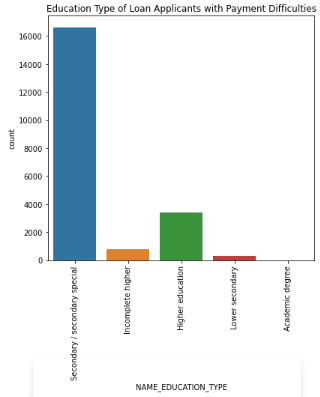 Education Type of Loan Applicants with Payment Difficulties
16000
14000
12000
10000
8000
6000
4000
2000
0
count
Secondary / secondary special
Incomplete higher
Higher education
Lower secondary
Academic degree
NAME_EDUCATION_TYPE